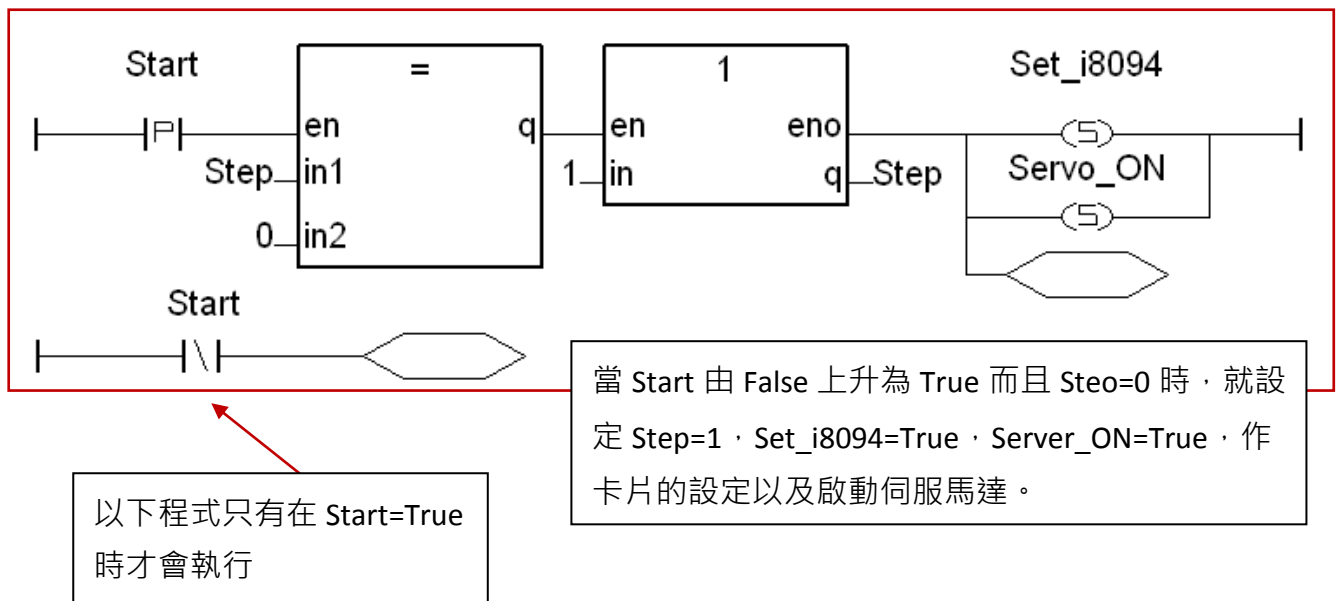 Start
=
1
Set_i8094
P
en
q
en
eno
S
Step
in1
1
in
q
Step
Servo_ON
0
in2
S
Start
當 Start 由 False 上升為 True 而且 Steo=0 時，就設
定 Step=1，Set_i8094=True，Server_ON=True，作
卡片的設定以及啟動伺服馬達。
以下程式只有在 Start=True
時才會執行